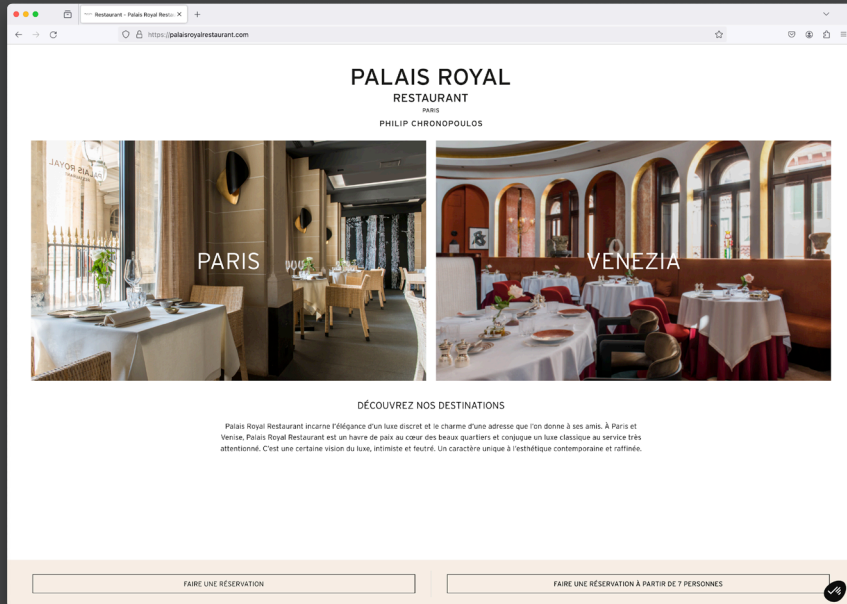 Restaurant - Palais Royal Restau
https://palaisroyalrestaurant.com
PALAIS ROYAL
RESTAURANT
PARIS
PHILIP CHRONOPOULOS
PALAIS ROYAL
RESTAURANT
PARIS
VENEZIA
DÉCOUVREZ NOS DESTINATIONS
Palais Royal Restaurant incarne l'élégance d'un luxe discret et le charme d'une adresse que l'on donne à ses amis. À Paris et
Venise, Palais Royal Restaurant est un havre de paix au cœur des beaux quartiers et conjugue un luxe classique au service très
attentionné. C'est une certaine vision du luxe, intimiste et feutré. Un caractère unique à l'esthétique contemporaine et raffinée.
FAIRE UNE RÉSERVATION
FAIRE UNE RÉSERVATION À PARTIR DE 7 PERSONNES